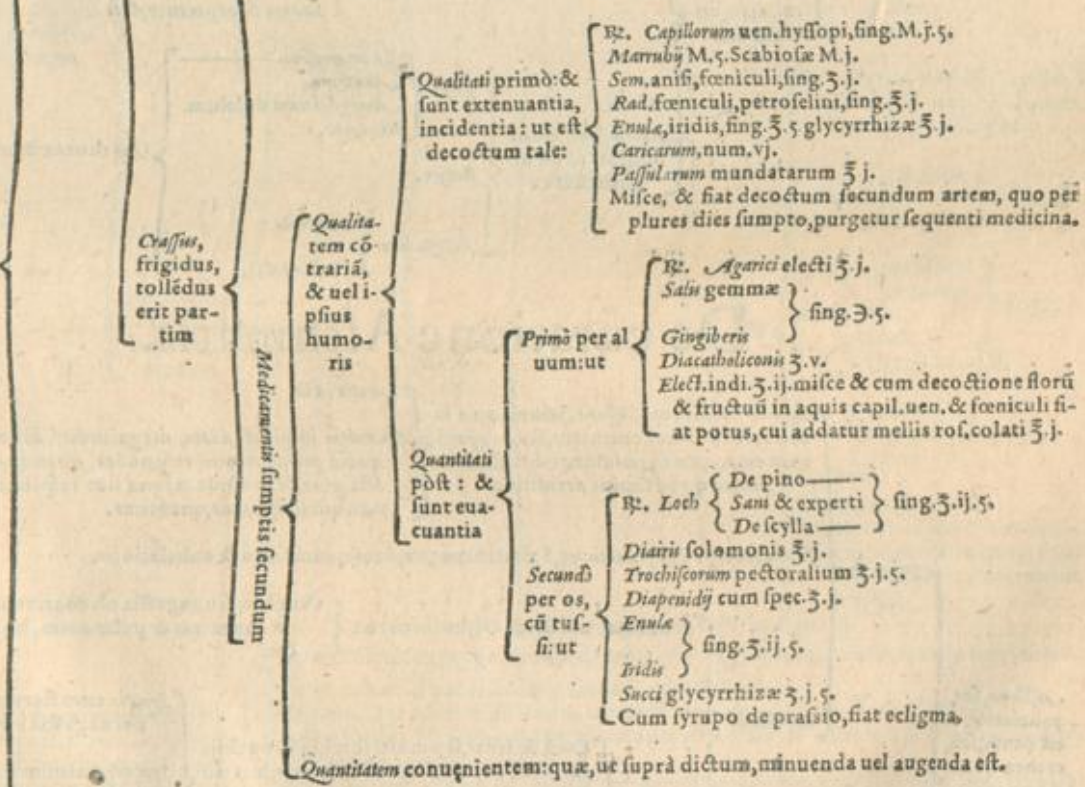 Crassus,
frigidus,
tollēdus
erit par-
tim
Medicamentis sumptis secundum
Qualita-
tem cō
trariā,
& uel i-
psius
humo-
ris
Qualitati primò: &
sunt extenuantia,
incidentia: ut est
decoctum tale:
℞. Capillorum uen. hyssopi, sing. M. j. ς.
Marrubij M. ς. Scabiosæ M. j.
Sem. anisi, fœniculi, sing. ʒ. j.
Rad. fœniculi, petroselini, sing. ℥. j.
Enulæ, iridis, sing. ℥. ς glycyrrhizæ ℥ j.
Caricarum, num. vj.
Passularum mundatarum ℥ j.
Misce, & fiat decoctum secundum artem, quo per
plures dies sumpto, purgetur sequenti medicina.
Quantitati
pòst: &
sunt eua-
cuantia
Primò per al
uum: ut
℞. Agarici electi ʒ. j.
Salis gemmæ
Gingiberis
sing. ℈. ς.
Diacatholiconis ʒ. v.
Elect. indi. ʒ. ij. misce & cum decoctione florū
& fructuū in aquis capil. uen. & fœniculi fi-
at potus, cui addatur mellis ros. colati ℥ j.
Secundò
per os,
cū tus-
si: ut
℞. Loch
De pino
Sani & experti
De scylla
sing. ʒ. ij. ς.
Diairis solomonis ℥. j.
Trochiscorum pectoralium ʒ. j. ς.
Diapenidij cum spec. ʒ. j.
Enulæ
Iridis
sing. ʒ. ij. ς.
Succi glycyrrhizæ ʒ. j. ς.
Cum syrupo de prassio, fiat ecligma.
Quantitatem conuenientem: quæ, ut suprà dictum, minuenda uel augenda est.